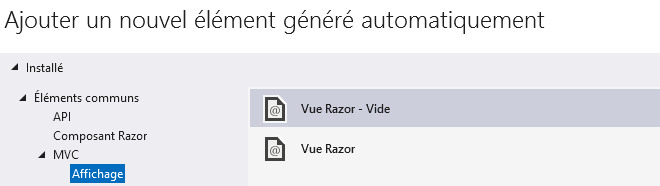 Ajouter un nouvel élément généré automatiquement
Installé
Éléments communs
API
Composant Razor
MVC
Affichage
Vue Razor - Vide
Vue Razor